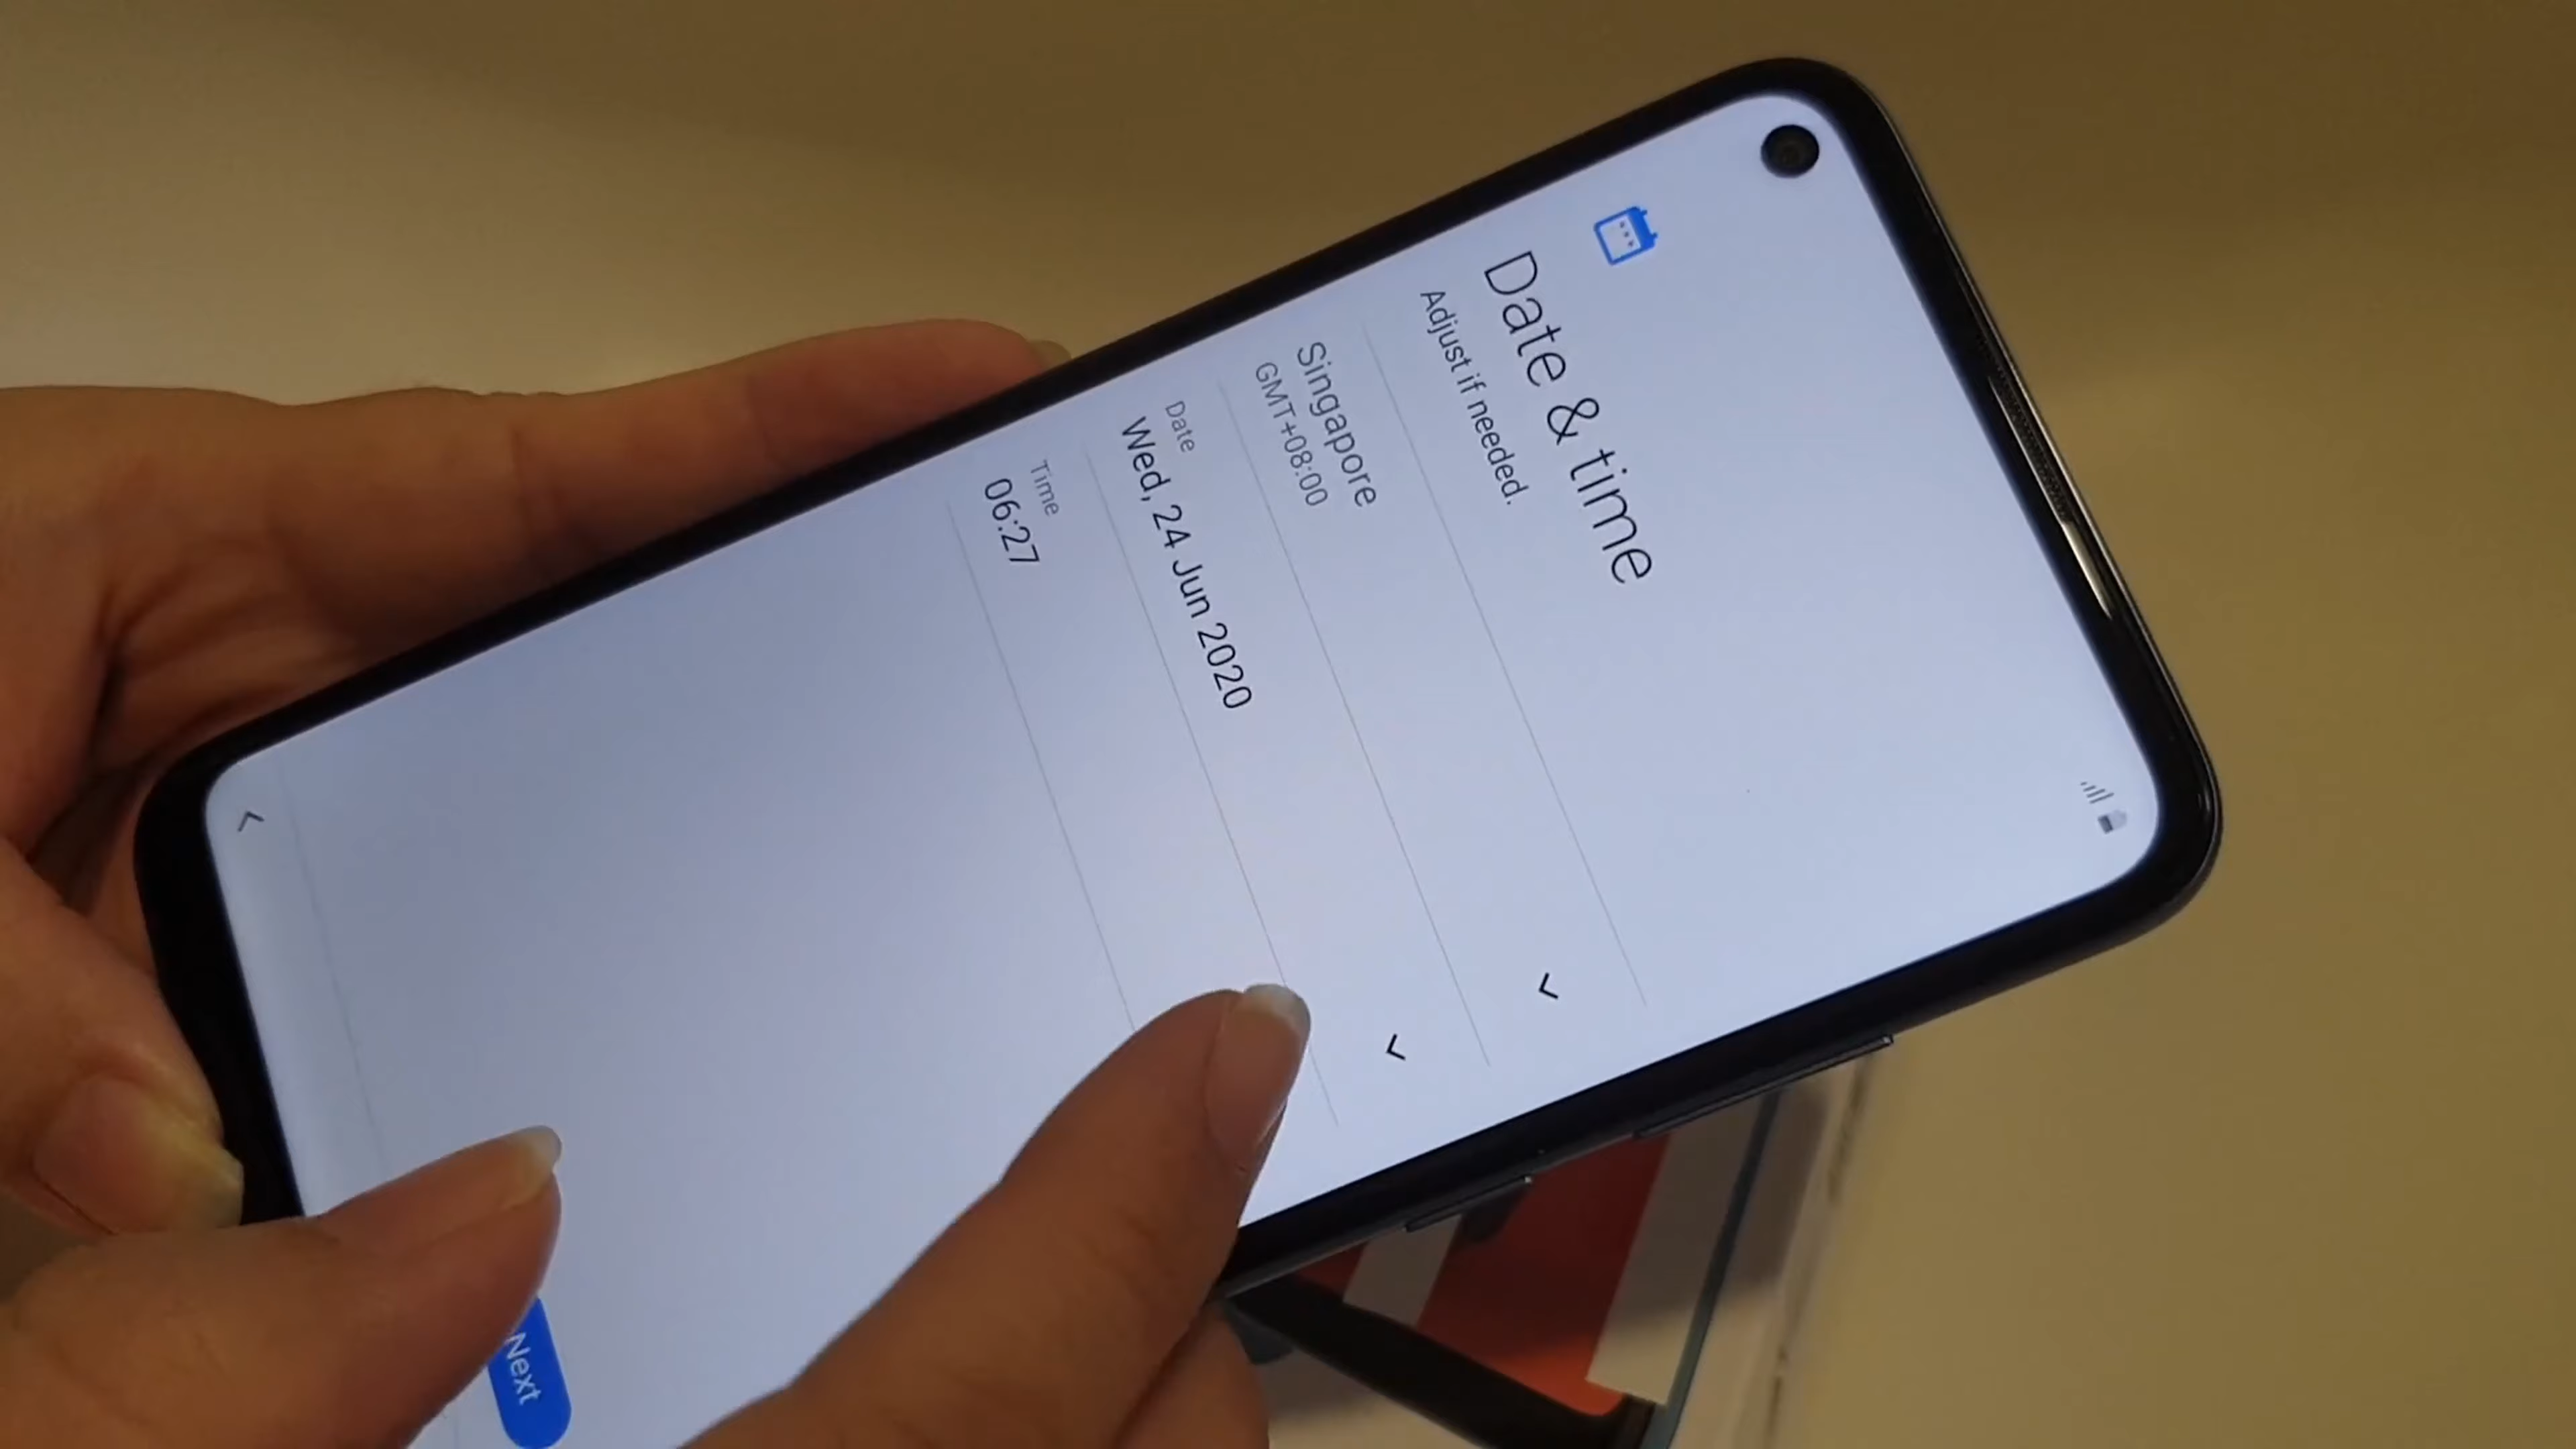 Date & time
Adjust if needed.
Singapore
GMT+08:00
Date
Wed, 24 Jun 2020
Time
06:27
Next